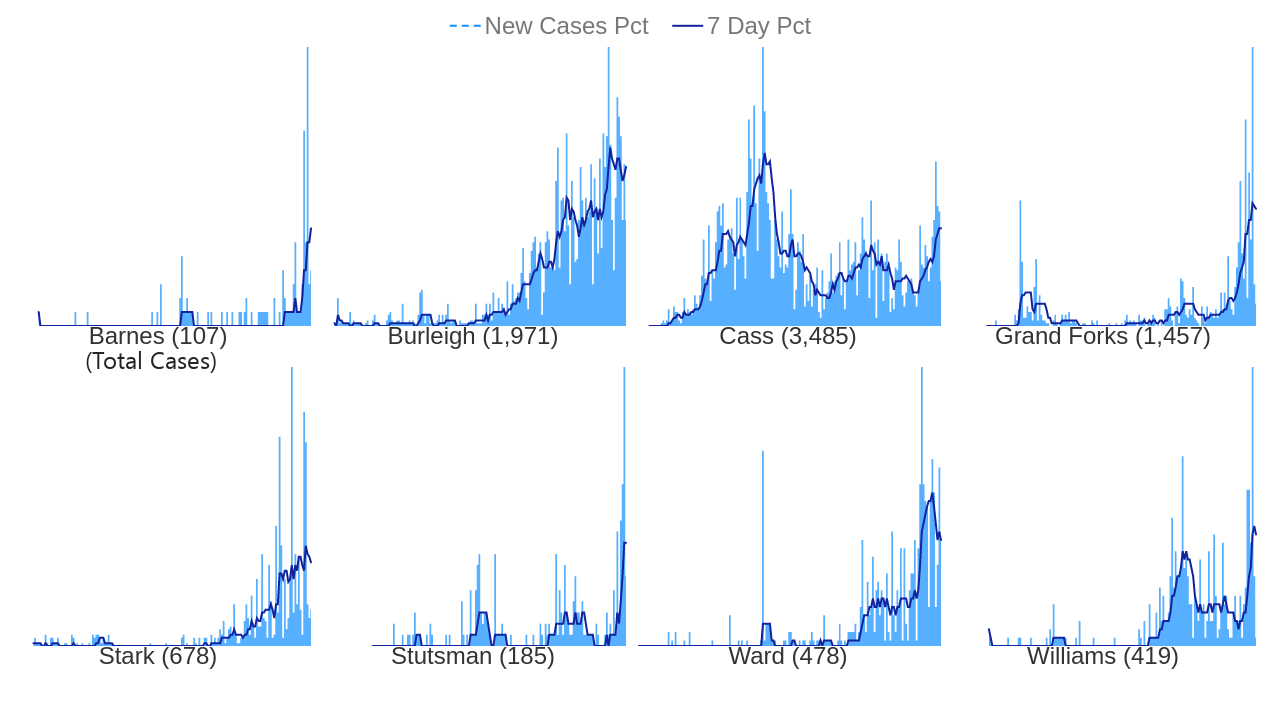 New Cases Pct 7 Day Pct
Barnes (107) Burleigh (1,971) Cass (3,485) Grand Forks (1,457)
(Total Cases)
Stark (678) Stutsman (185) Ward (478) Williams (419)